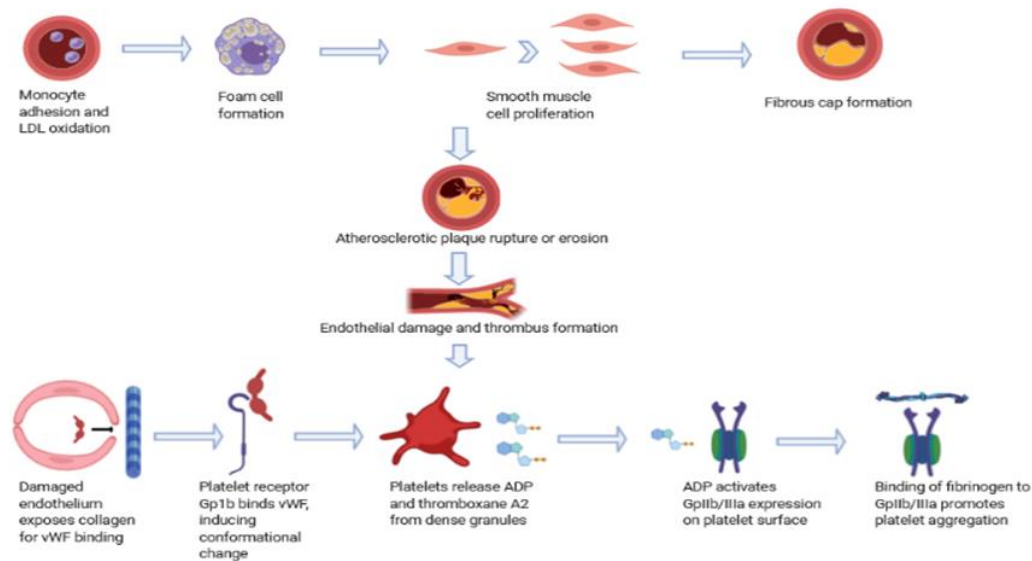 Monocyte
adhesion and
LDL oxidation
Foam cell
formation
Smooth muscle
cell proliferation
Fibrous cap formation
Atherosclerotic plaque rupture or erosion
Endothelial damage and thrombus formation
Damaged
endothelium
exposes collagen
for vWF binding
Platelet receptor
Gp1b binds vWF,
inducing
conformational
change
Platelets release ADP
and thromboxane A2
from dense granules
ADP activates
GpIIb/IIIa expression
on platelet surface
Binding of fibrinogen to
GpIIb/IIIa promotes
platelet aggregation